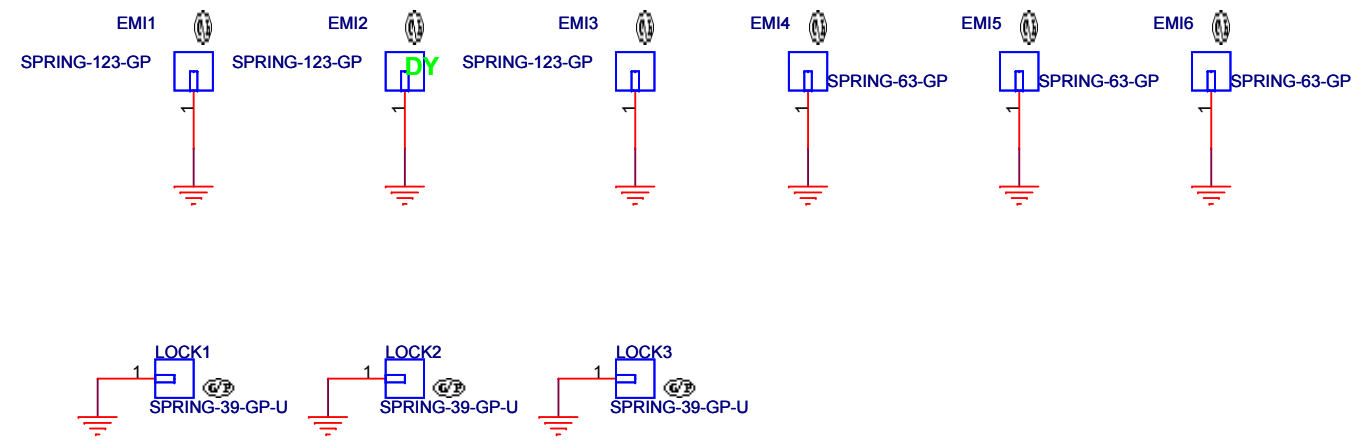 EMI1
EMI2
EMI3
EMI4
EMI5
EMI6
SPRING-123-GP
SPRING-123-GP
DY
SPRING-123-GP
SPRING-63-GP
SPRING-63-GP
SPRING-63-GP
1
1
1
1
1
1
LOCK1
LOCK2
LOCK3
1
1
1
G/P
G/P
G/P
SPRING-39-GP-U
SPRING-39-GP-U
SPRING-39-GP-U